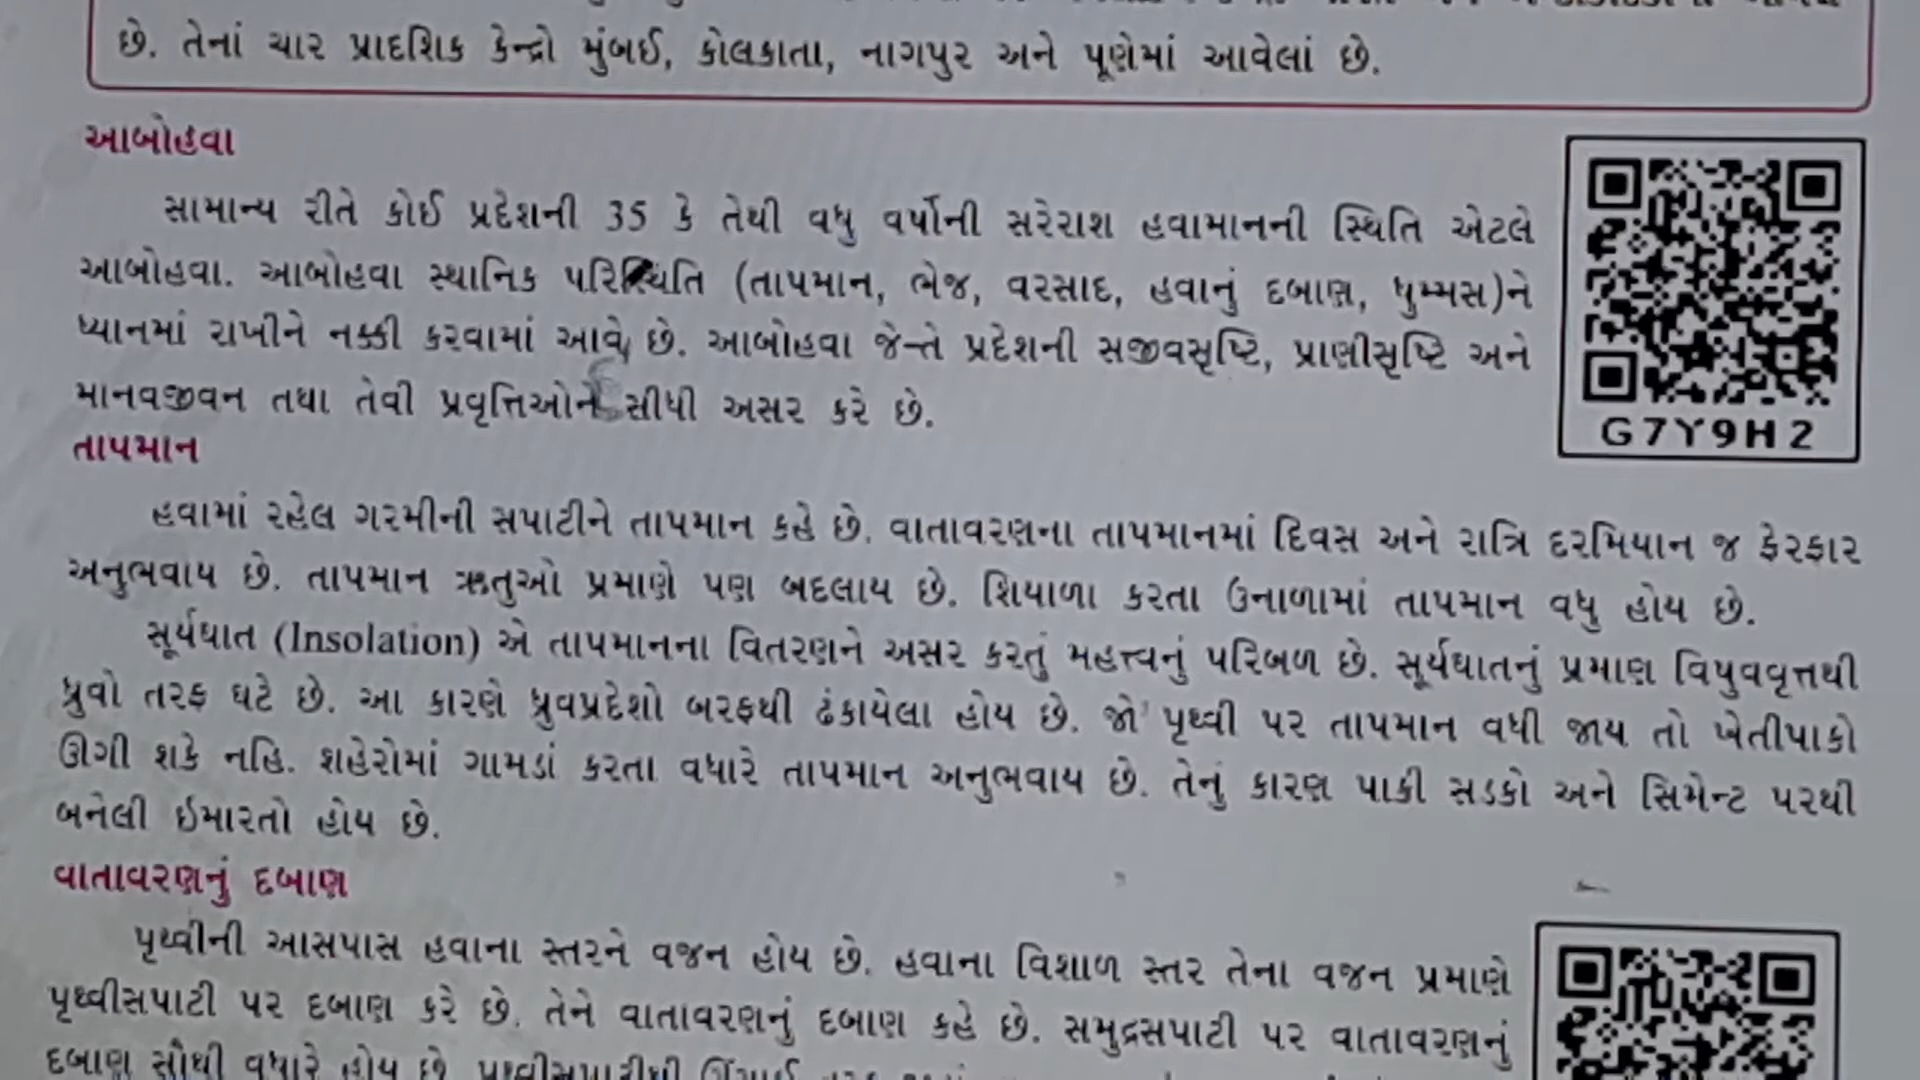 છે. તેનાં ચાર પ્રાદેશિક કેન્દ્રો મુંબઈ, કોલકાતા, નાગપુર અને પૂણેમાં આવેલાં છે.
આબોહવા
સામાન્ય રીતે કોઈ પ્રદેશની 35 કે તેથી વધુ વર્ષોની સરેરાશ હવામાનની સ્થિતિ એટલે
આબોહવા. આબોહવા સ્થાનિક પરિસ્થિતિ (તાપમાન, ભેજ, વરસાદ, હવાનું દબાણ, ધુમ્મસ)ને
ધ્યાનમાં રાખીને નક્કી કરવામાં આવે છે. આબોહવા જે-તે પ્રદેશની સજીવસૃષ્ટિ, પ્રાણીસૃષ્ટિ અને
માનવજીવન તથા તેવી પ્રવૃત્તિઓને સીધી અસર કરે છે.
G7Y9H2
તાપમાન
હવામાં રહેલ ગરમીની સપાટીને તાપમાન કહે છે. વાતાવરણના તાપમાનમાં દિવસ અને રાત્રિ દરમિયાન જ ફેરફાર
અનુભવાય છે. તાપમાન ઋતુઓ પ્રમાણે પણ બદલાય છે. શિયાળા કરતા ઉનાળામાં તાપમાન વધુ હોય છે.
સૂર્યઘાત (Insolation) એ તાપમાનના વિતરણને અસર કરતું મહત્ત્વનું પરિબળ છે. સૂર્યઘાતનું પ્રમાણ વિષુવવૃત્તથી
ધ્રુવો તરફ ઘટે છે. આ કારણે ધ્રુવપ્રદેશો બરફથી ઢંકાયેલા હોય છે. જો પૃથ્વી પર તાપમાન વધી જાય તો ખેતીપાકો
ઊગી શકે નહિ. શહેરોમાં ગામડાં કરતા વધારે તાપમાન અનુભવાય છે. તેનું કારણ પાકી સડકો અને સિમેન્ટ પરથી
બનેલી ઇમારતો હોય છે.
વાતાવરણનું દબાણ
પૃથ્વીની આસપાસ હવાના સ્તરને વજન હોય છે. હવાના વિશાળ સ્તર તેના વજન પ્રમાણે
પૃથ્વીસપાટી પર દબાણ કરે છે. તેને વાતાવરણનું દબાણ કહે છે. સમુદ્રસપાટી પર વાતાવરણનું
દબાણ સૌથી વધારે હોય છે.